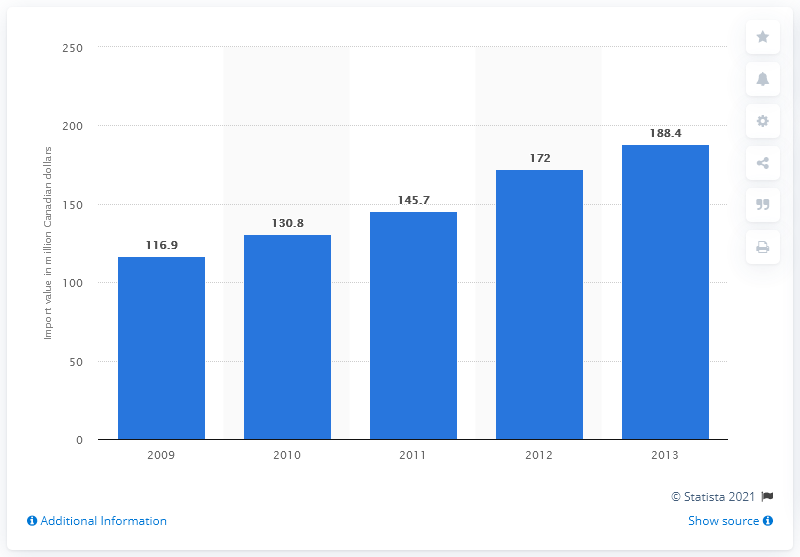 Import value in million Canadian dollars
250
200
150
100
50
0
116.9
130.8
145.7
172
188.4
2009 2010 2011 2012 2013
© Statista 2021
Additional Information
Show source